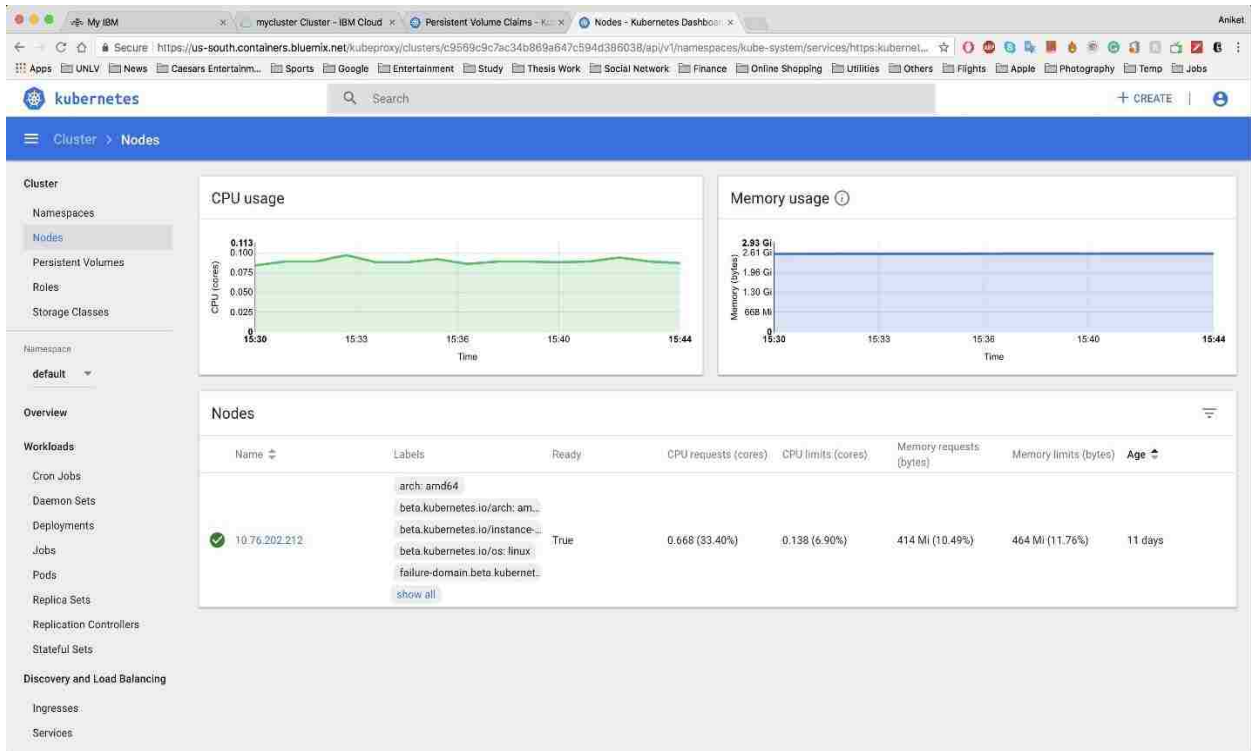 My IBM
mycluster Cluster - IBM Cloud
Persistent Volume Claims - K...
Nodes - Kubernetes Dashboar
Aniket
Secure https://us-south.containers.bluemix.net/kubeproxy/clusters/c9569c9c7ac34b869a647c594d386038/api/v1/namespaces/kube-system/services/https:kubernet...
Apps UNLV News Caesars Entertainm... Sports Google Entertainment Study Thesis Work Social Network Finance Online Shopping Utilities Others Flights Apple Photography Temp Jobs
kubernetes
Search
+ CREATE
Cluster > Nodes
Cluster
Namespaces
Nodes
Persistent Volumes
Roles
Storage Classes
Namespace
default
Overview
Workloads
Cron Jobs
Daemon Sets
Deployments
Jobs
Pods
Replica Sets
Replication Controllers
Stateful Sets
Discovery and Load Balancing
Ingresses
Services
CPU usage
CPU (cores)
0.113
0.100
0.075
0.050
0.025
0
15:30 15:33 15:36 15:40 15:44
Time
Memory usage
Memory (bytes)
2.93 Gi
2.61 Gi
1.96 Gi
1.30 Gi
668 Mi
0
15:30 15:33 15:36 15:40 15:44
Time
Nodes
Name Labels Ready CPU requests (cores) CPU limits (cores) Memory requests (bytes) Memory limits (bytes) Age
10.76.202.212
arch: amd64
beta.kubernetes.io/arch: am...
beta.kubernetes.io/instance-...
beta.kubernetes.io/os: linux
failure-domain.beta.kubernet..
show all
True 0.668 (33.40%) 0.138 (6.90%) 414 Mi (10.49%) 464 Mi (11.76%) 11 days